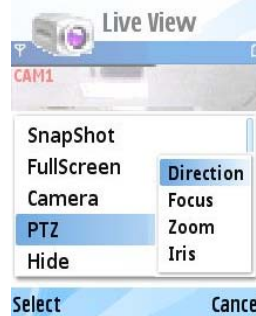 Live View
CAM1
SnapShot
FullScreen
Camera
PTZ
Hide
Direction
Focus
Zoom
Iris
Select
Cance